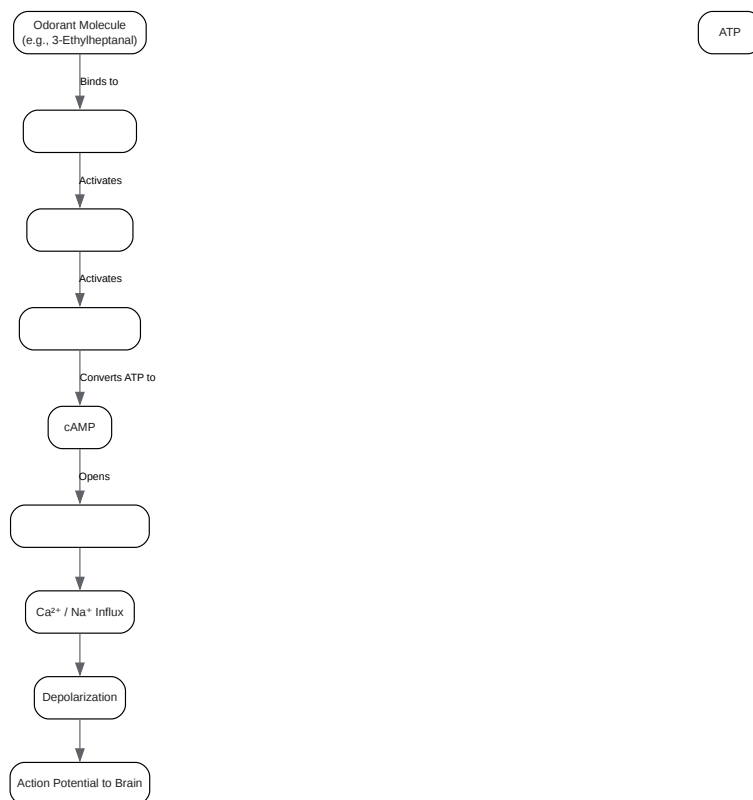 Odorant Molecule
(e.g., 3-Ethylheptanal)
ATP
Binds to
Activates
Activates
Converts ATP to
cAMP
Opens
Ca²⁺ / Na⁺ Influx
Depolarization
Action Potential to Brain